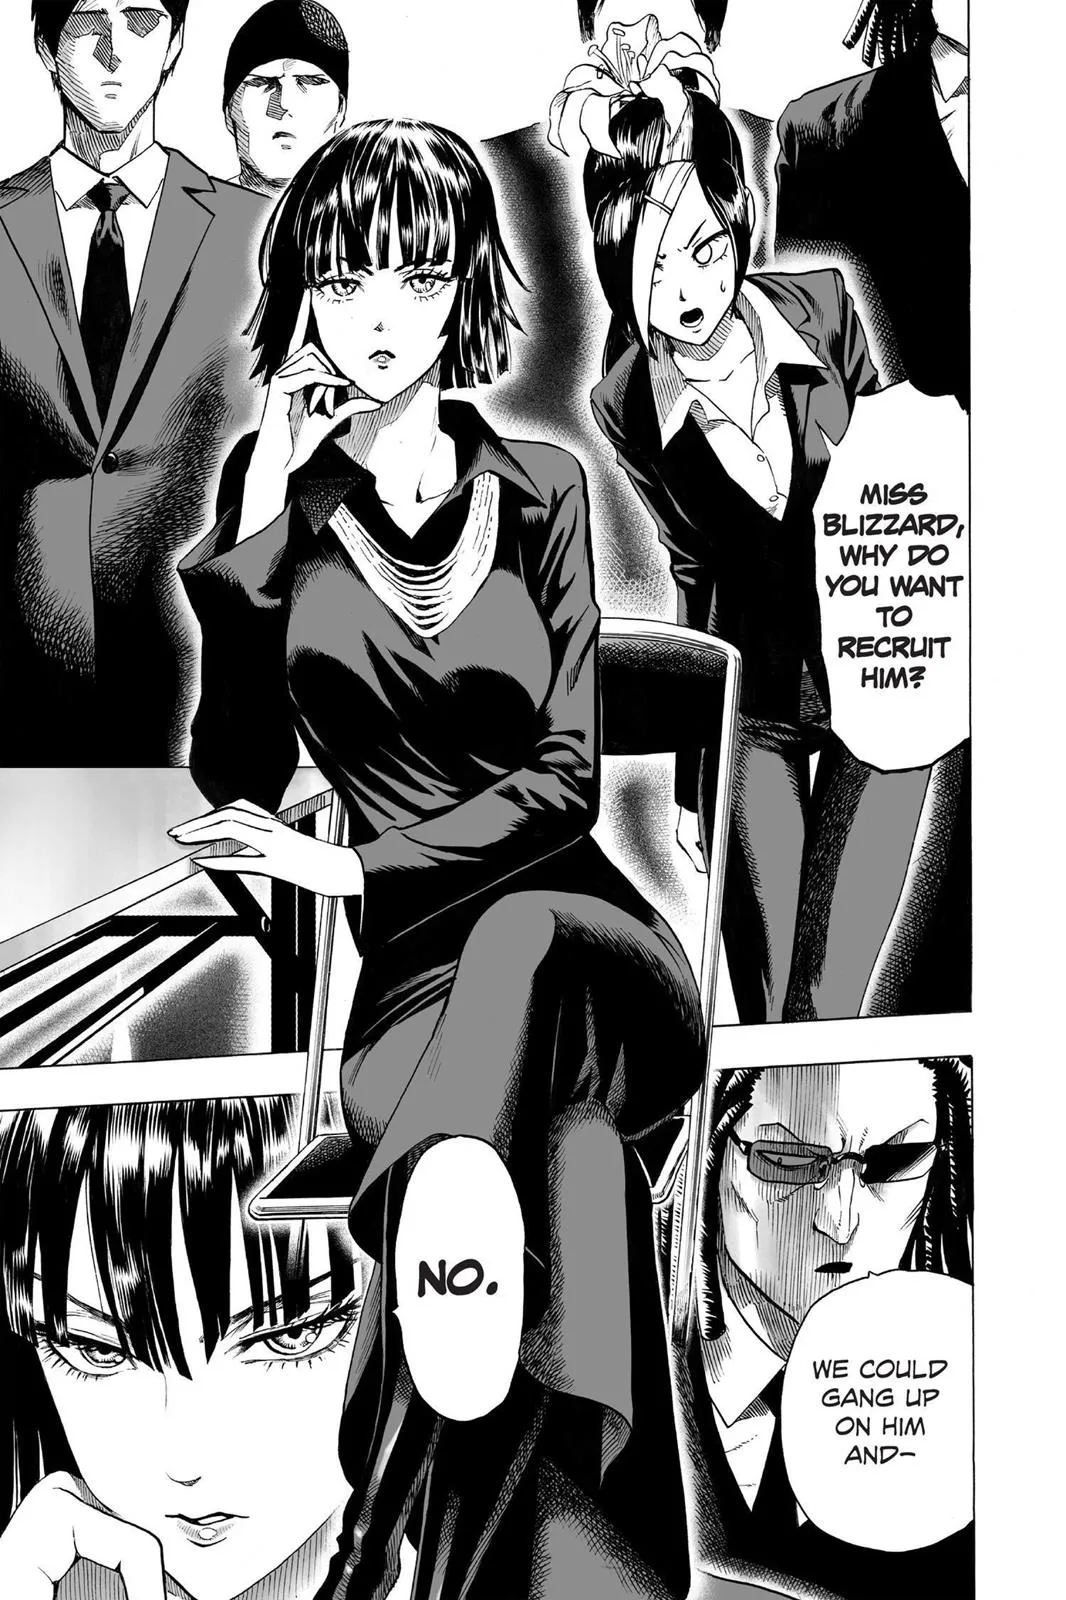 MISS
BLIZZARD,
WHY DO
YOU WANT
TO
RECRUIT
HIM?
WE COULD
GANG UP
ON HIM
AND–
NO.